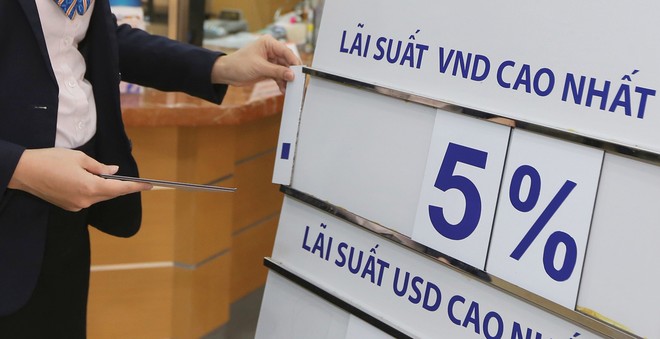 LÃI SUẤT VND CAO NHẤT
5%
LÃI SUẤT USD CAO